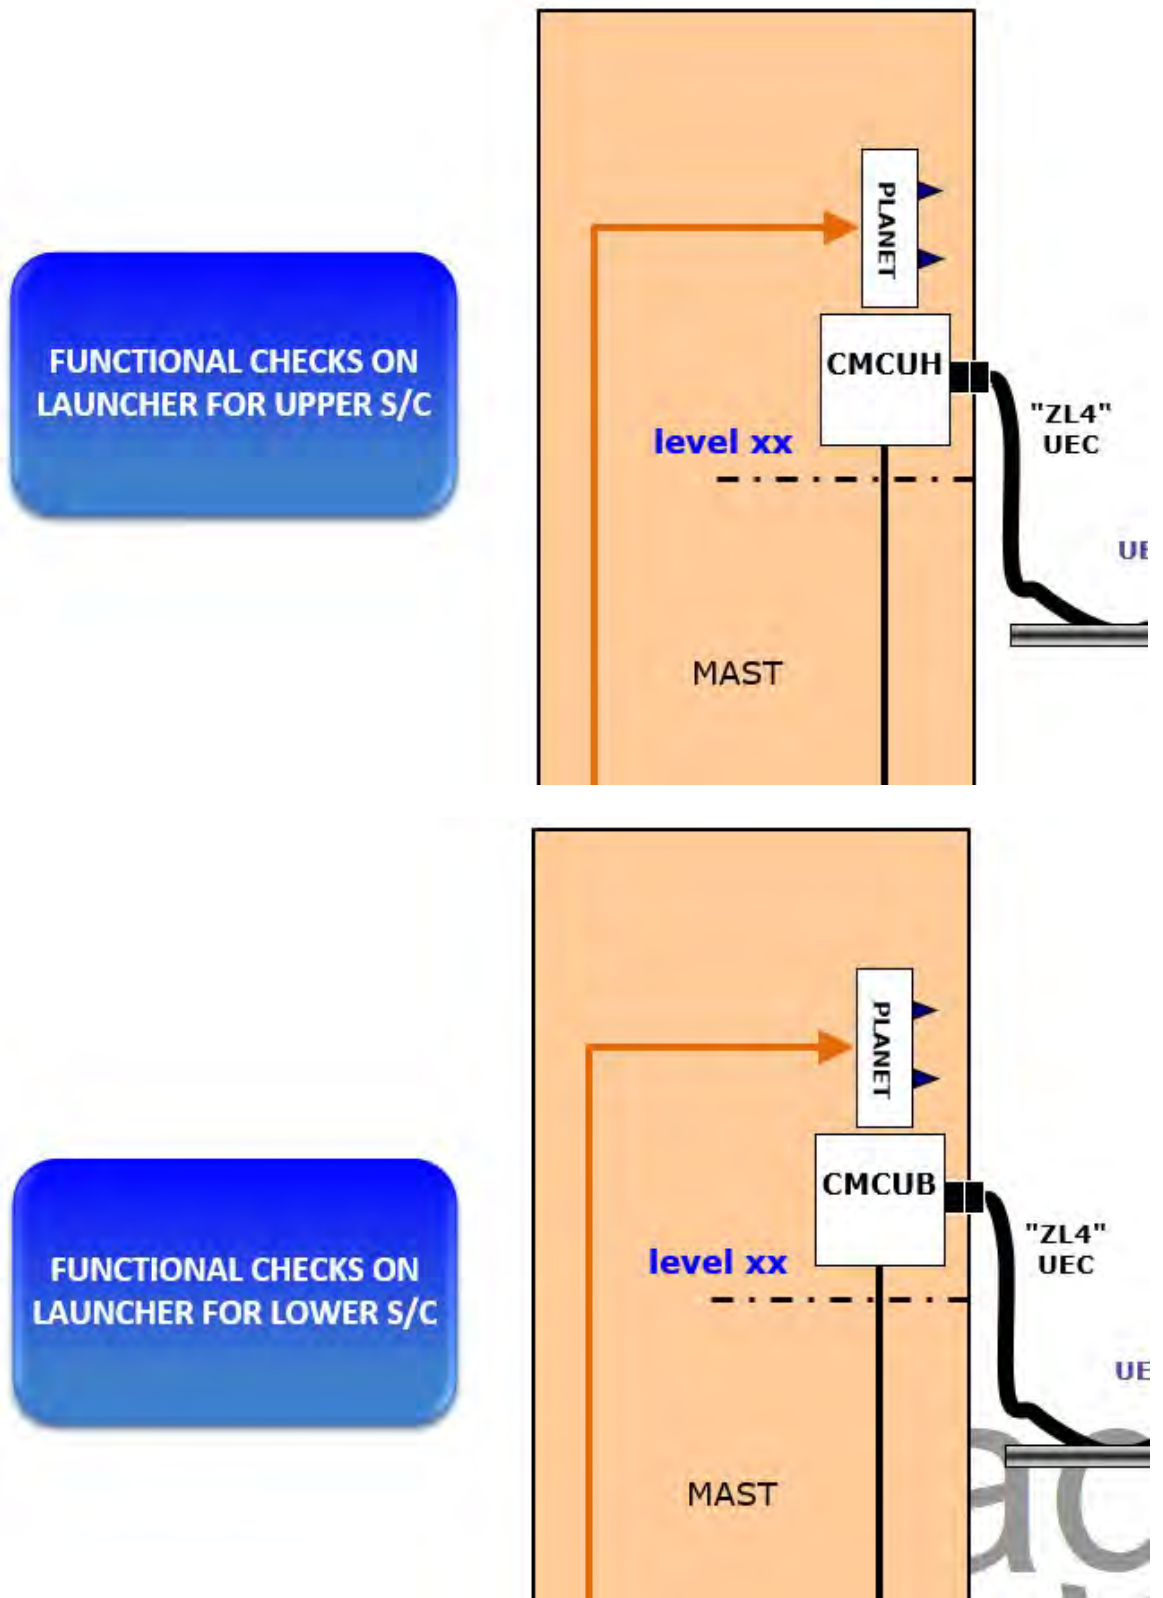 PLANET
FUNCTIONAL CHECKS ON
LAUNCHER FOR UPPER S/C
CMCUH
"ZL4"
UEC
level xx
MAST
PLANET
CMCUB
"ZL4"
UEC
FUNCTIONAL CHECKS ON
LAUNCHER FOR LOWER S/C
level xx
MAST